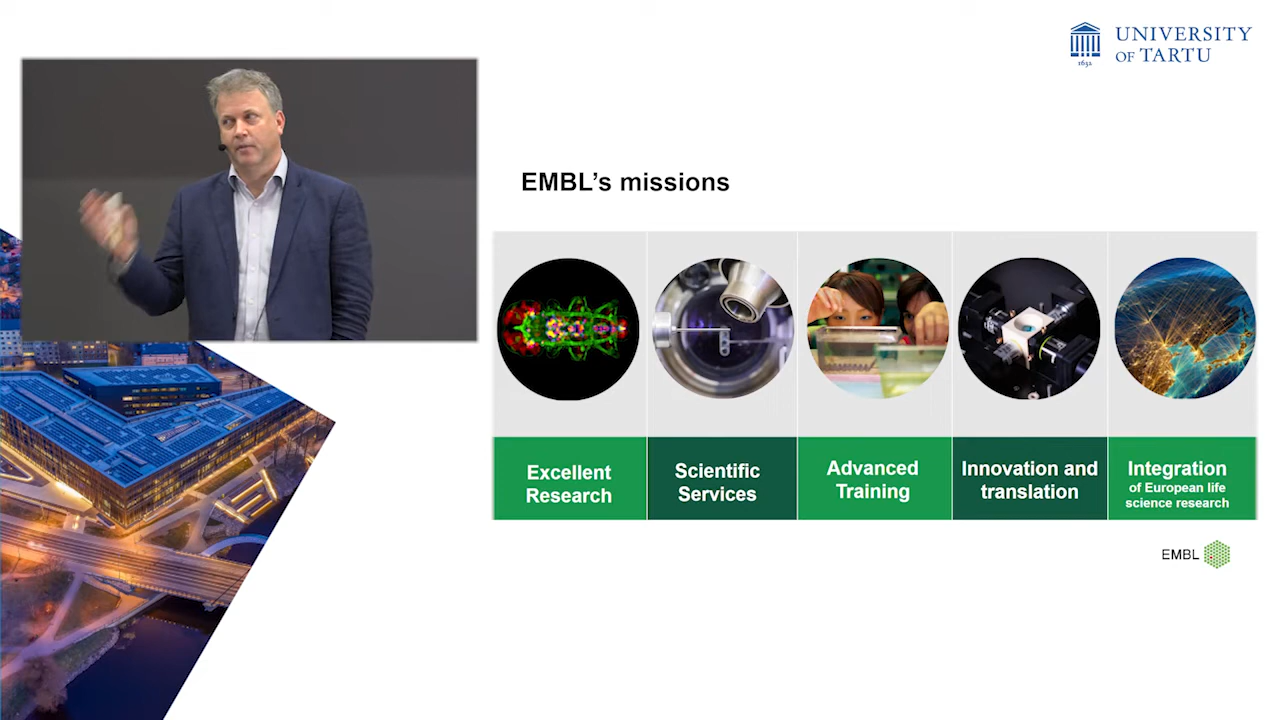 UNIVERSITY
OF TARTU
1632
EMBL's missions
Excellent
Research
Scientific
Services
Advanced
Training
Innovation and
translation
Integration
of European life
science research
EMBL